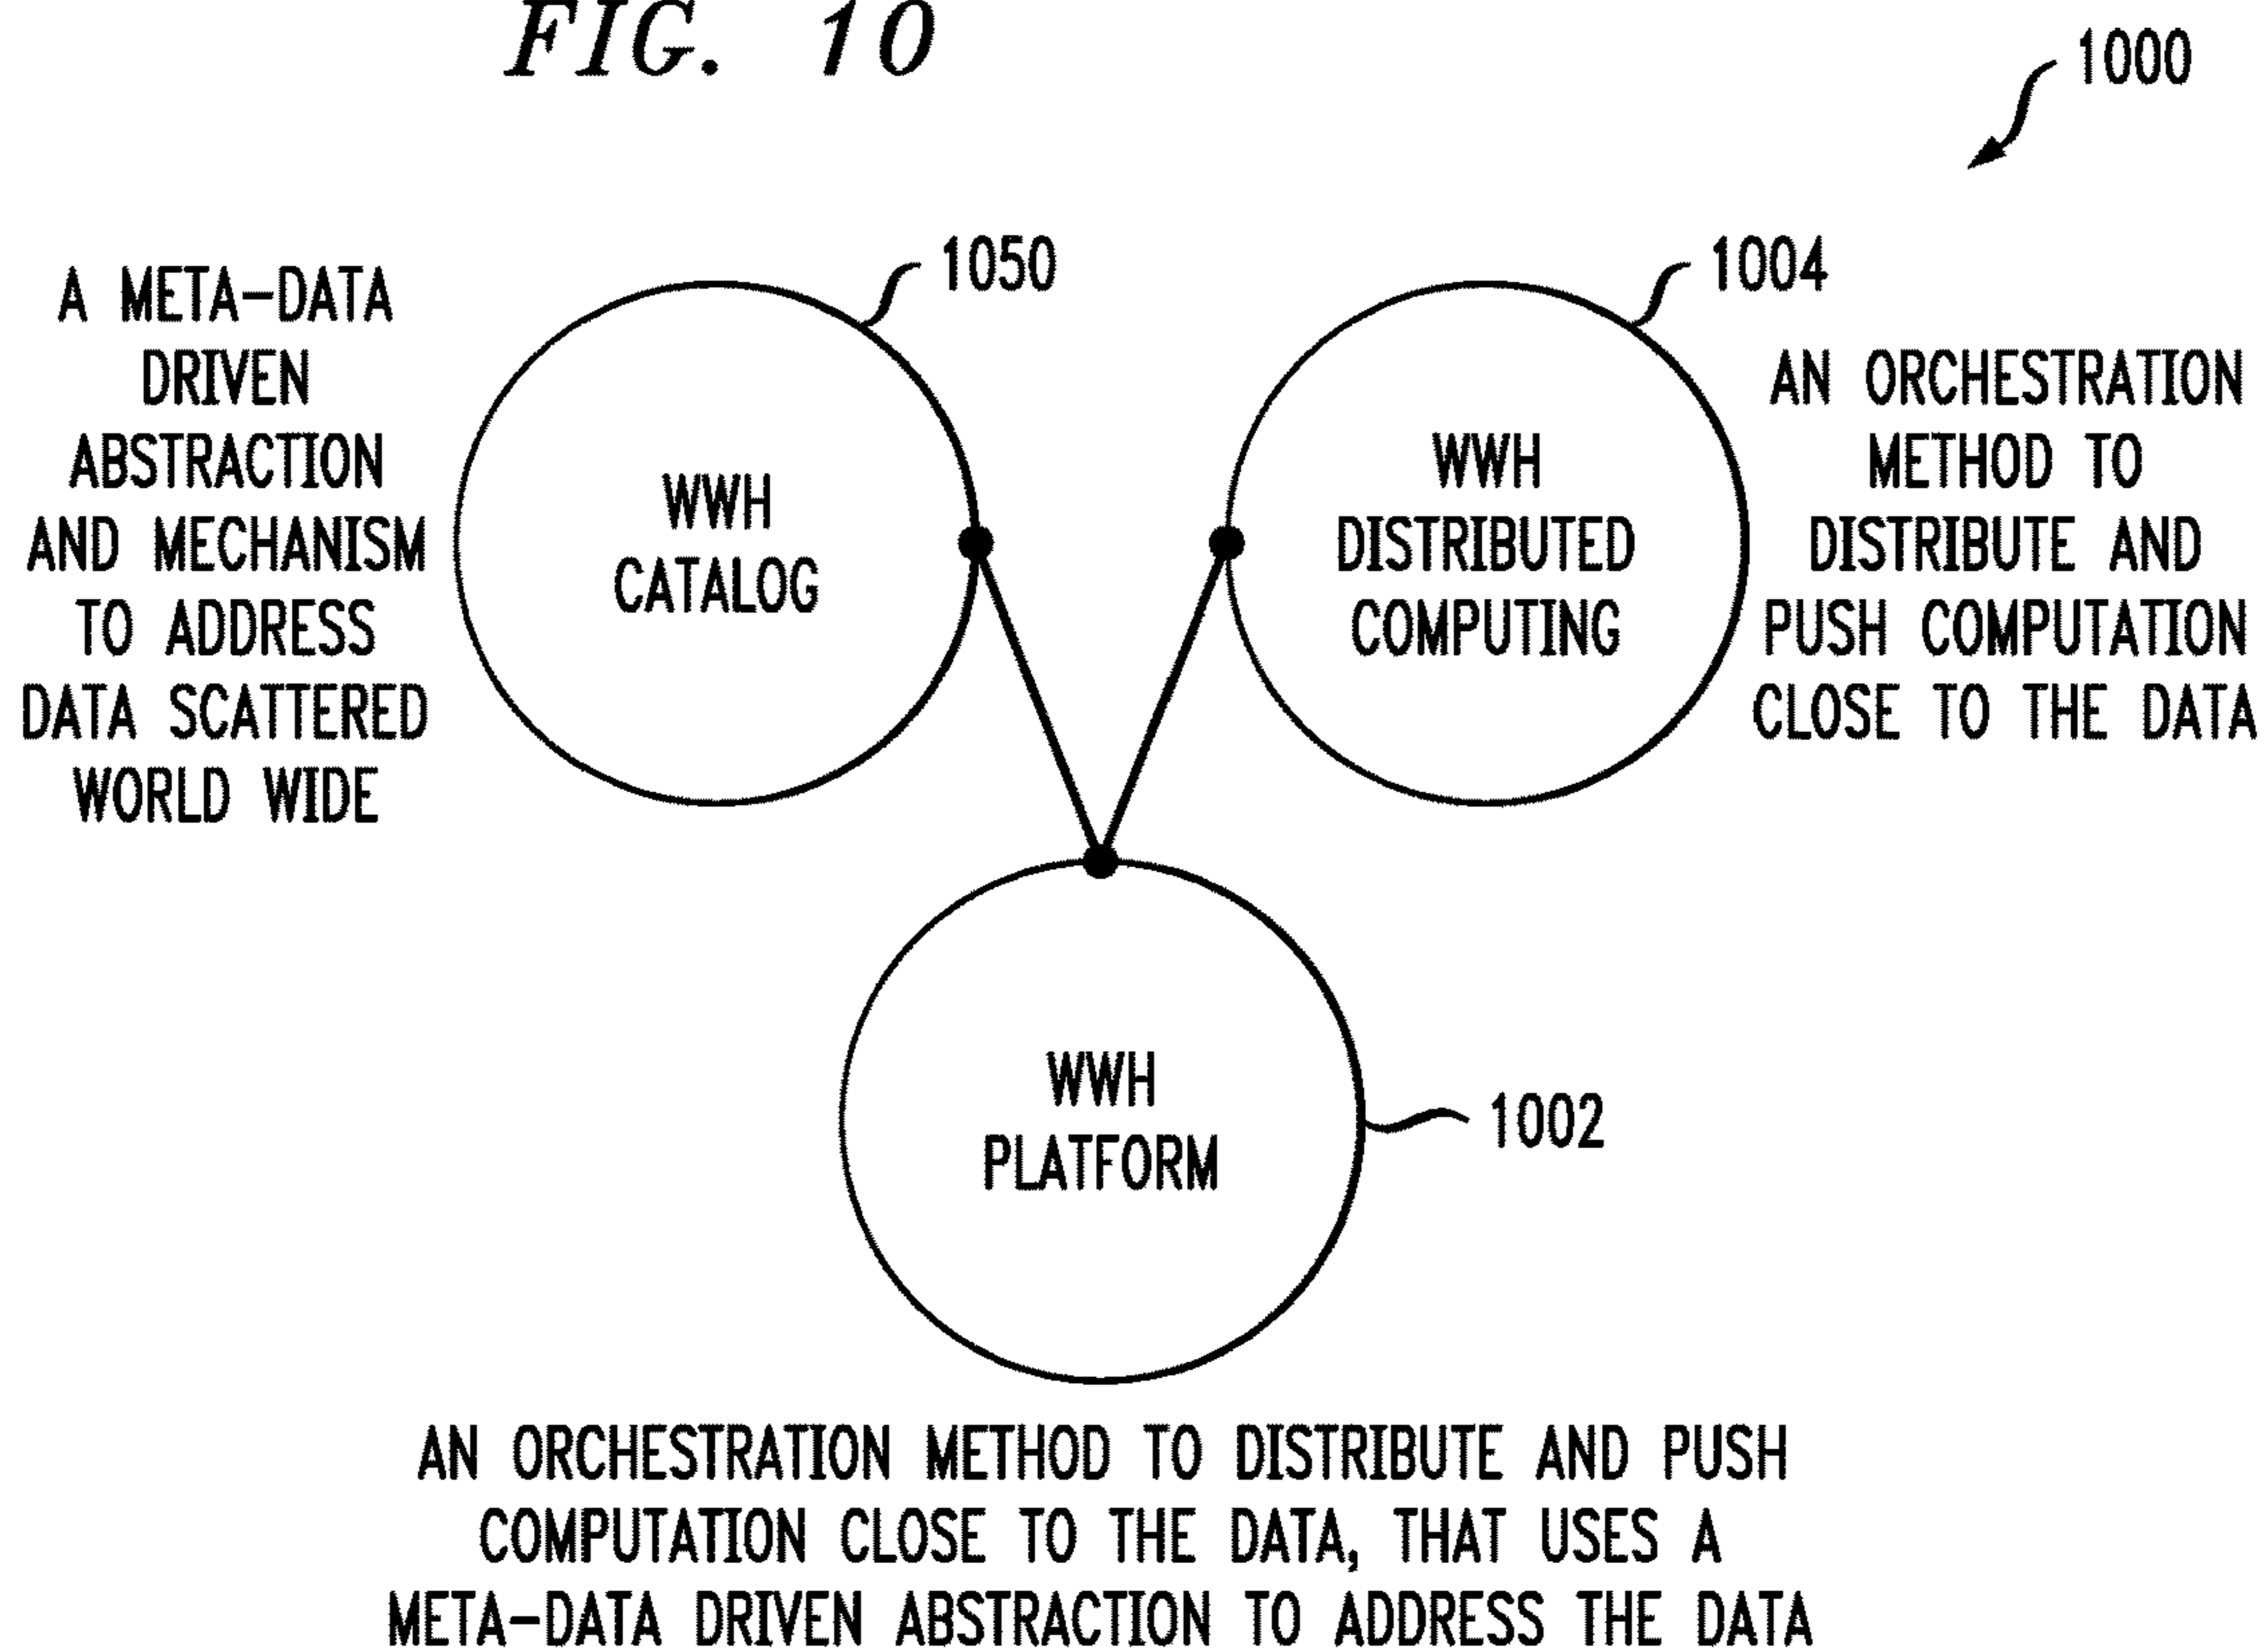 FIG. 10
1000
1050
1004
A META-DATA
DRIVEN
ABSTRACTION
AND MECHANISM
TO ADDRESS
DATA SCATTERED
WORLD WIDE
WWH
CATALOG
WWH
DISTRIBUTED
COMPUTING
AN ORCHESTRATION
METHOD TO
DISTRIBUTE AND
PUSH COMPUTATION
CLOSE TO THE DATA
WWH
PLATFORM
1002
AN ORCHESTRATION METHOD TO DISTRIBUTE AND PUSH
COMPUTATION CLOSE TO THE DATA, THAT USES A
META-DATA DRIVEN ABSTRACTION TO ADDRESS THE DATA